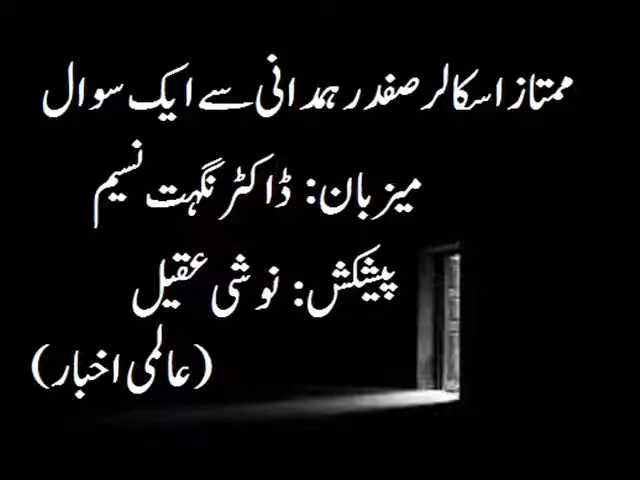 ممتاز اسکالر صفدر ہمدانی سے ایک سوال
میزبان: ڈاکٹر نگہت نسیم
پیشکش: نوشی عقیل
(عالمی اخبار)